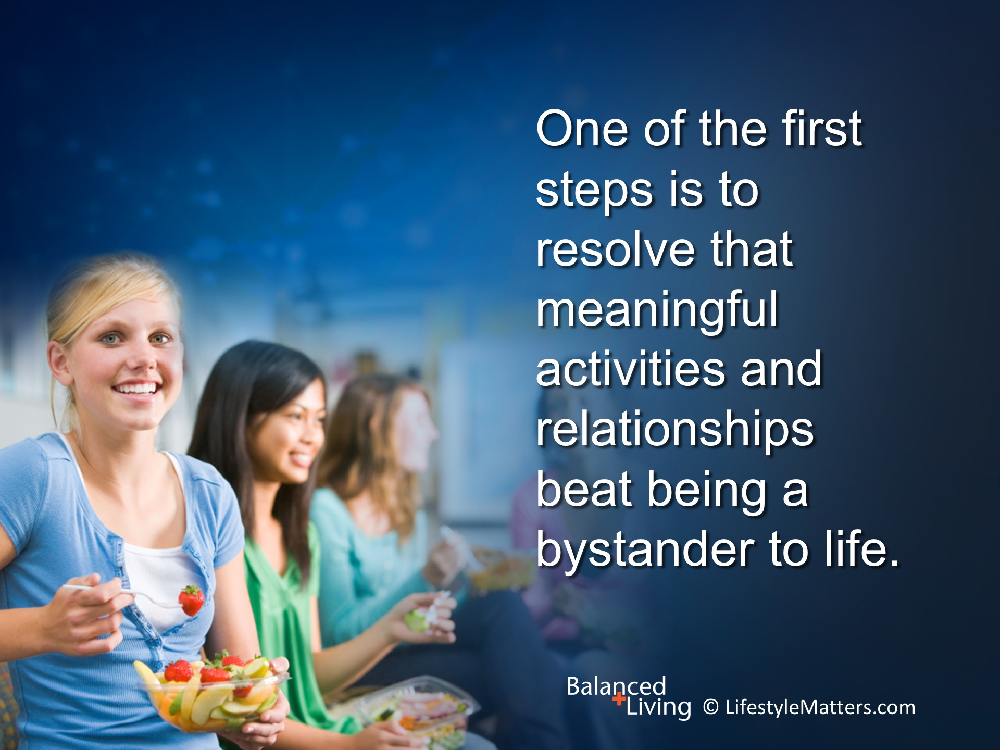 One of the first
steps is to
resolve that
meaningful
activities and
relationships
beat being a
bystander to life.
Balanced
Living © LifestyleMatters.com